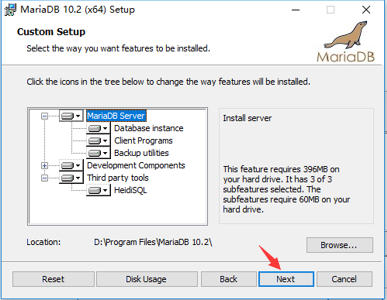 MariaDB 10.2 (x64) Setup
Custom Setup
Select the way you want features to be installed.
MariaDB
Click the icons in the tree below to change the way features will be installed.
MariaDB Server
Database instance
Client Programs
Backup utilities
Development Components
Third party tools
HeidiSQL
Install server
This feature requires 396MB on
your hard drive. It has 3 of 3
subfeatures selected. The
subfeatures require 60MB on your
hard drive.
Location: D:\Program Files\MariaDB 10.2\
Browse...
Reset Disk Usage Back Next Cancel